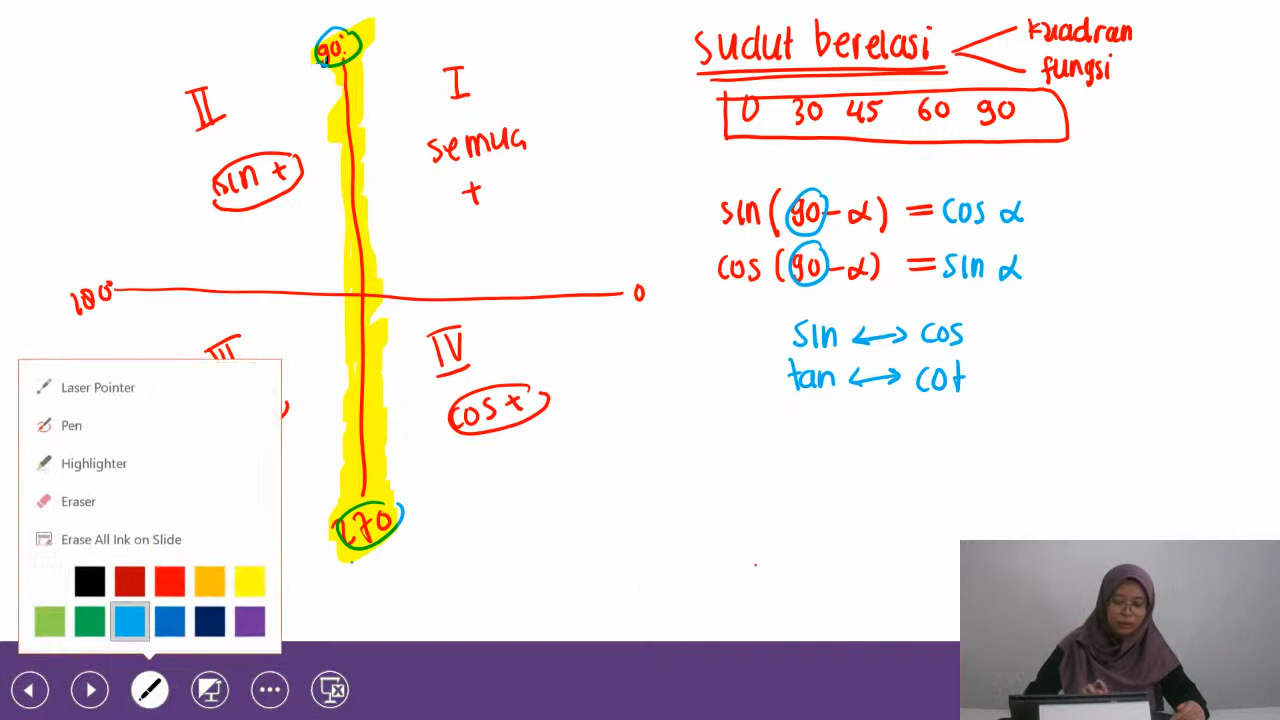 90°
II
I
sin +
semua
+
180°
0
III
IV
cos +
270
sudut berelasi
kuadran
fungsi
0 30 45 60 90
sin (90 - α) = cos α
cos (90 - α) = sin α
sin ↔ cos
tan ↔ cot
Laser Pointer
Pen
Highlighter
Eraser
Erase All Ink on Slide